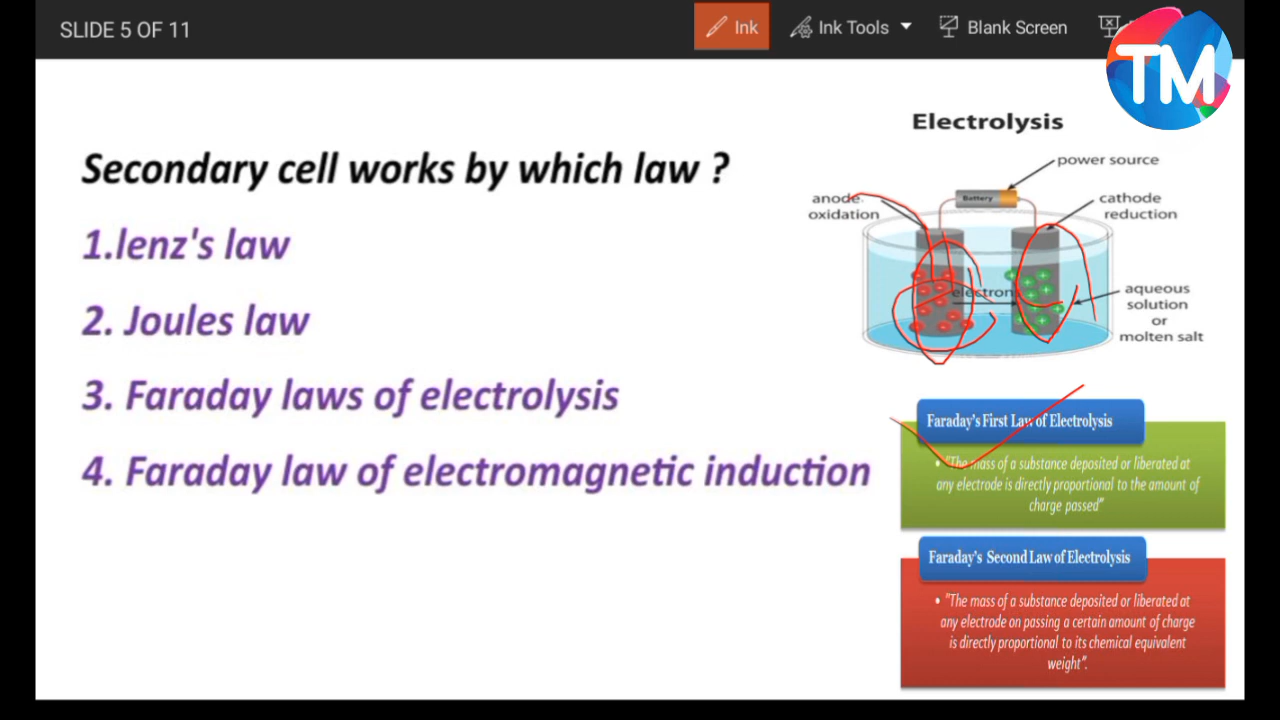 SLIDE 5 OF 11
Ink
Ink Tools
Blank Screen
TM
Secondary cell works by which law ?
1.lenz's law
2. Joules law
3. Faraday laws of electrolysis
4. Faraday law of electromagnetic induction
Electrolysis
power source
Battery
anode
oxidation
cathode
reduction
electron
aqueous
solution
or
molten salt
Faraday's First Law of Electrolysis
• "The mass of a substance deposited or liberated at
any electrode is directly proportional to the amount of
charge passed"
Faraday's Second Law of Electrolysis
• "The mass of a substance deposited or liberated at
any electrode on passing a certain amount of charge
is directly proportional to its chemical equivalent
weight".